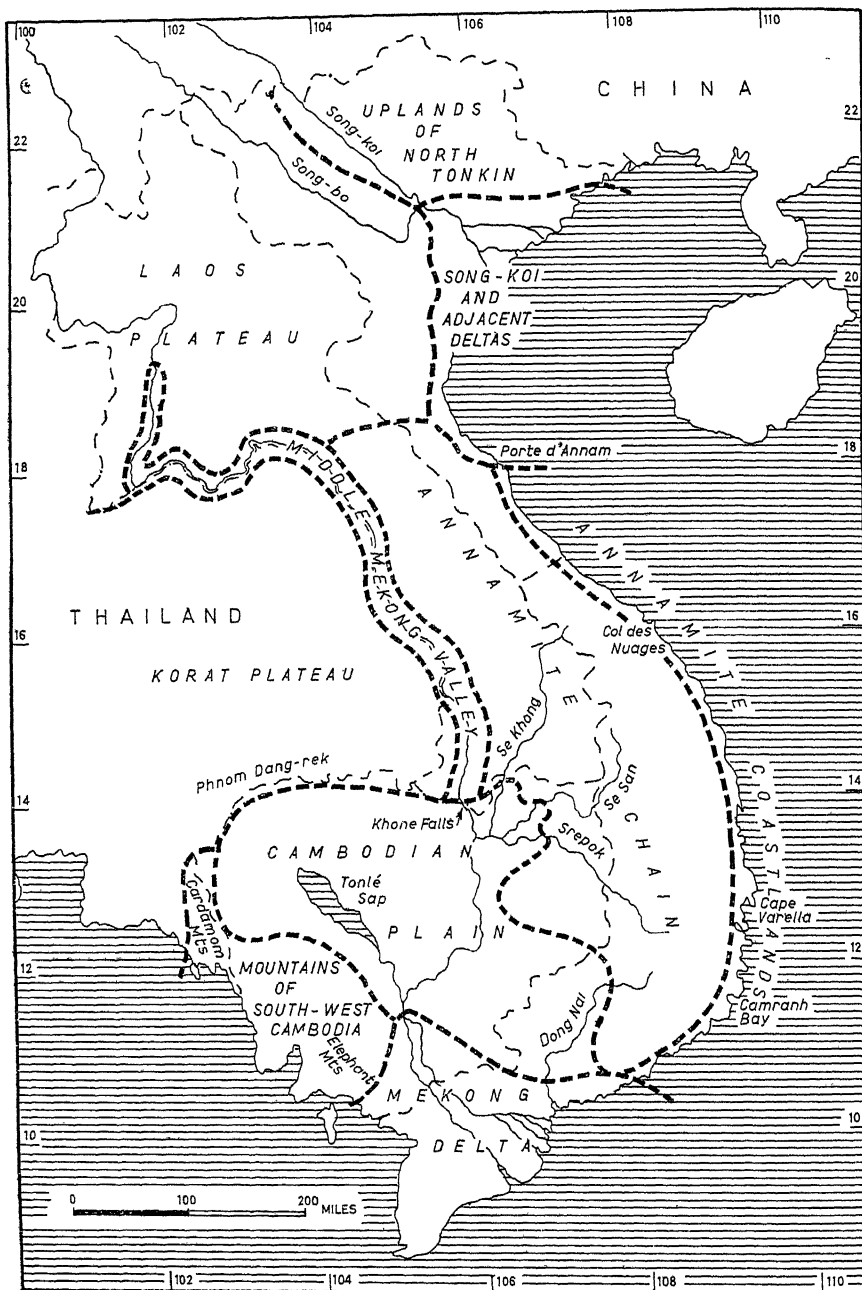 100
102
104
106
108
110
CHINA
UPLANDS
OF
NORTH
TONKIN
Song-koi
Song-bo
22
22
LAOS
PLATEAU
SONG-KOI
AND
ADJACENT
DELTAS
20
20
Porte d'Annam
18
18
MIDDLE MEKONG VALLEY
ANNAMITE CHAIN
ANNAMITE COASTLANDS
THAILAND
KORAT PLATEAU
16
16
Col des
Nuages
Se Khong
Se San
Srepok
Phnom Dang-rek
14
14
Khone Falls
CAMBODIAN
PLAIN
Tonlé
Sap
Cardamom
Mts
Cape
Varella
12
12
MOUNTAINS
OF
SOUTH-WEST
CAMBODIA
Elephant
Mts
Dong Nai
Camranh
Bay
MEKONG
DELTA
10
10
0
100
200 MILES
102
104
106
108
110